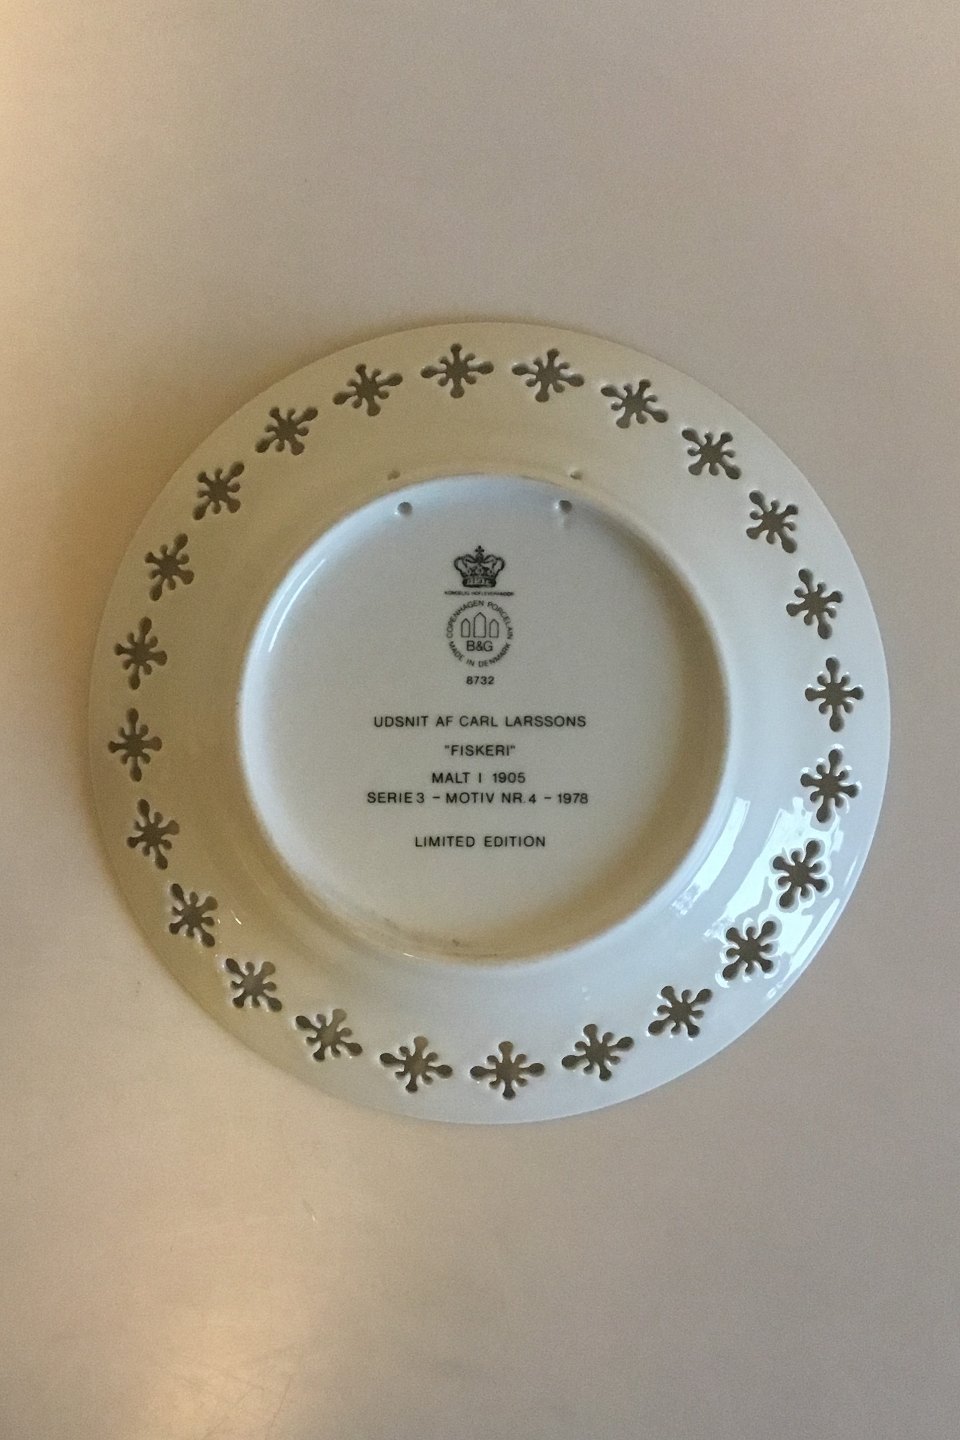 KONGELIG HOFLEVERANDØR
COPENHAGEN PORCELAIN
B&G
MADE IN DENMARK
8732
UDSNIT AF CARL LARSSONS
"FISKERI"
MALT I 1905
SERIE 3 - MOTIV NR. 4 - 1978
LIMITED EDITION